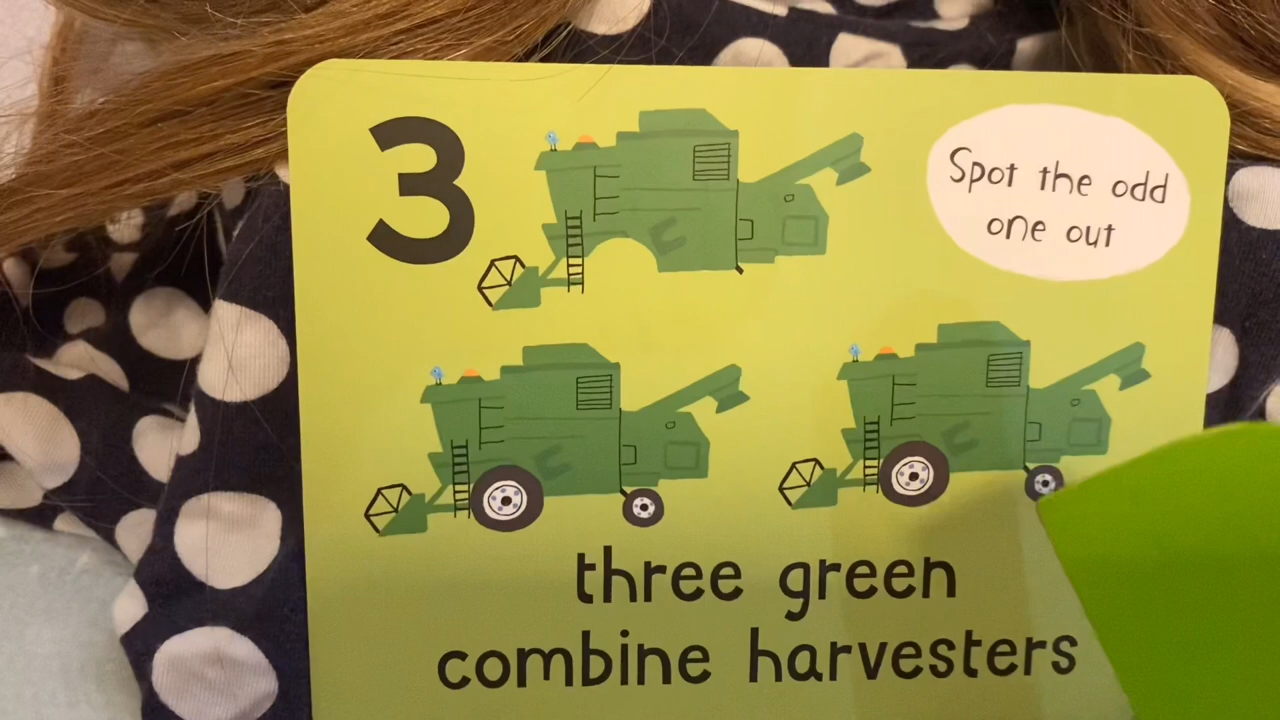 3
Spot the odd
one out
three green
combine harvesters